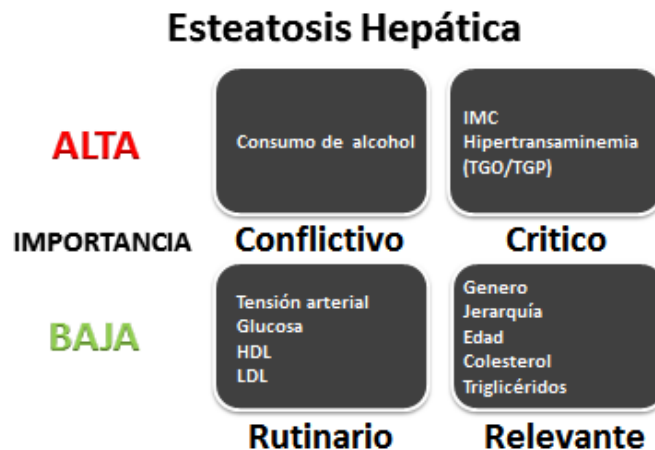 Esteatosis Hepática
ALTA
Consumo de alcohol
IMC
Hipertransaminemia
(TGO/TGP)
IMPORTANCIA
Conflictivo
Critico
BAJA
Tensión arterial
Glucosa
HDL
LDL
Genero
Jerarquía
Edad
Colesterol
Triglicéridos
Rutinario
Relevante